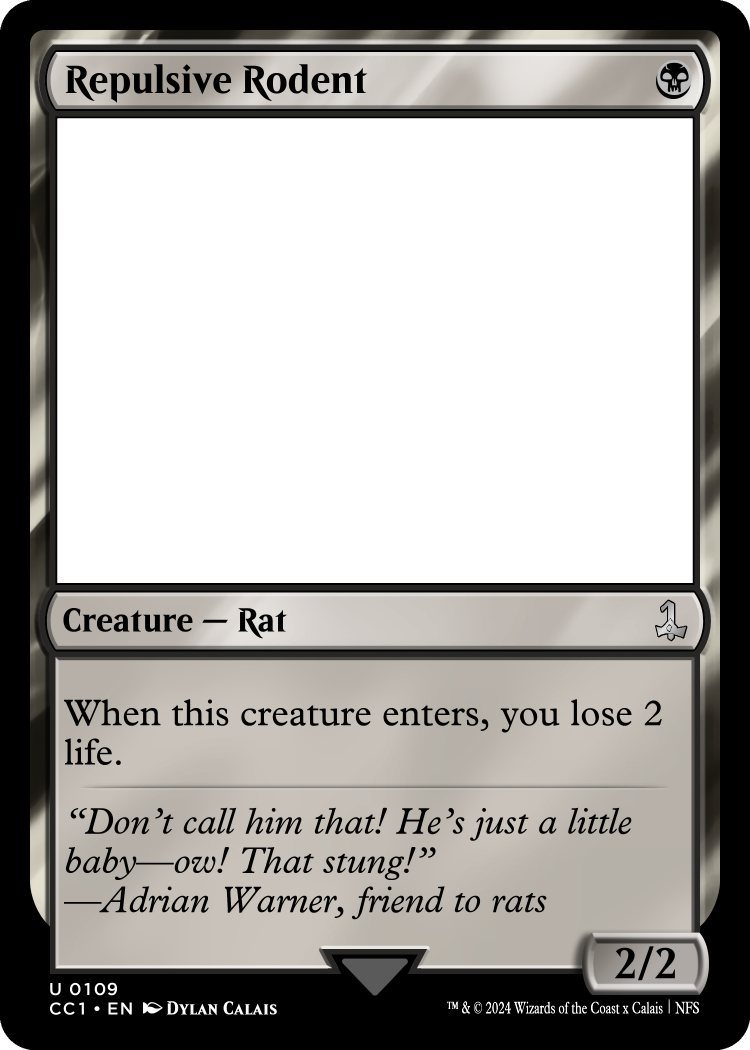 Repulsive Rodent
Creature — Rat
When this creature enters, you lose 2
life.
“Don’t call him that! He’s just a little
baby—ow! That stung!”
—Adrian Warner, friend to rats
2/2
U 0109
CC1 • EN Dylan Calais
™ & © 2024 Wizards of the Coast x Calais | NFS